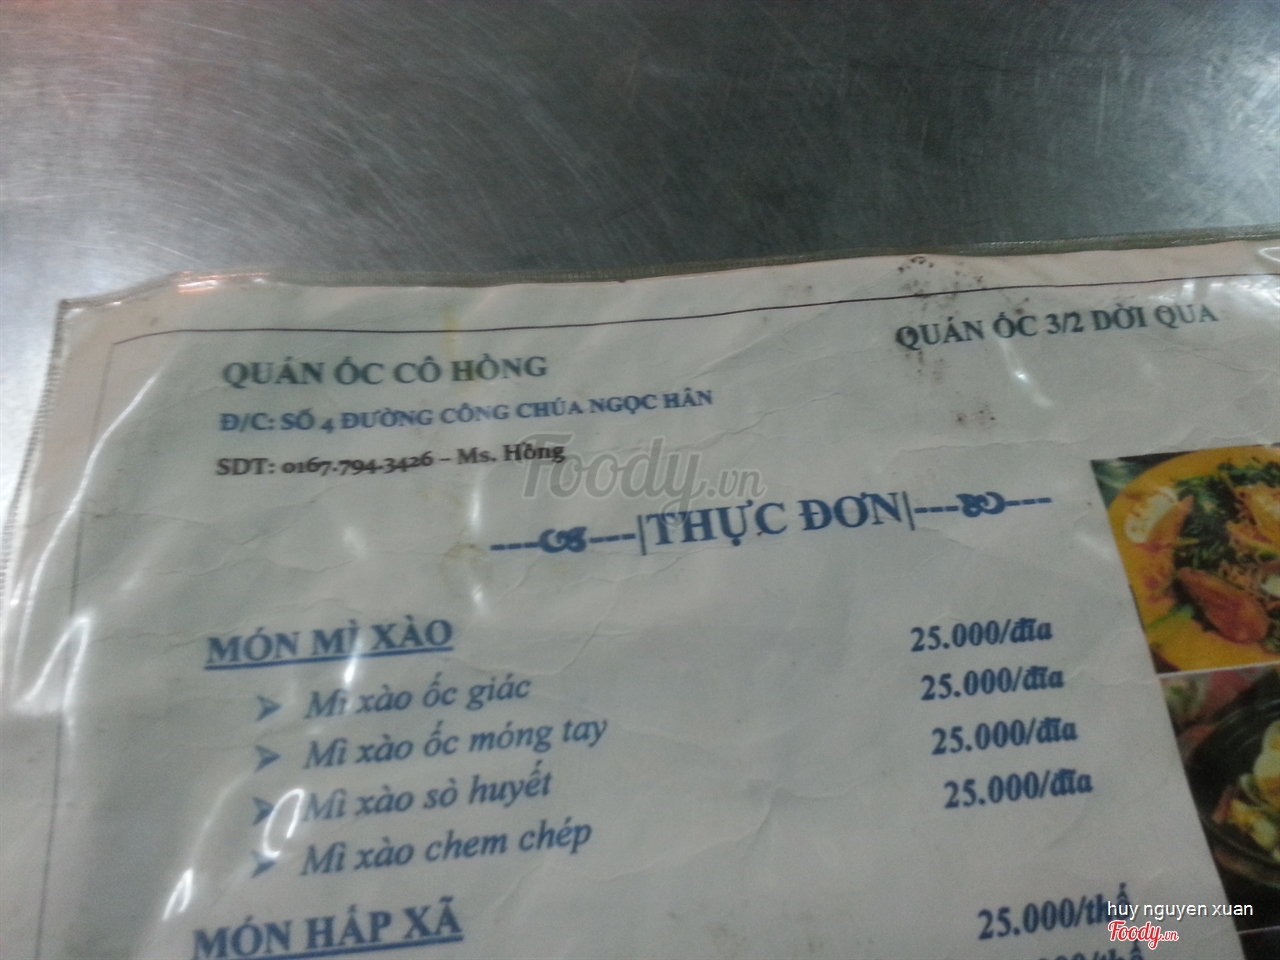 QUÁN ỐC CÔ HỒNG
QUÁN ỐC 3/2 DỜI QUA
Đ/C: SỐ 4 ĐƯỜNG CÔNG CHÚA NGỌC HÂN
SDT: 0167.794.3426 – Ms. Hồng
Foody.vn
---|THỰC ĐƠN|---
MÓN MÌ XÀO
Mì xào ốc giác 25.000/đĩa
Mì xào ốc móng tay 25.000/đĩa
Mì xào sò huyết 25.000/đĩa
Mì xào chem chép 25.000/đĩa
MÓN HẤP XÃ
25.000/thố
huy nguyen xuan
Foody.vn